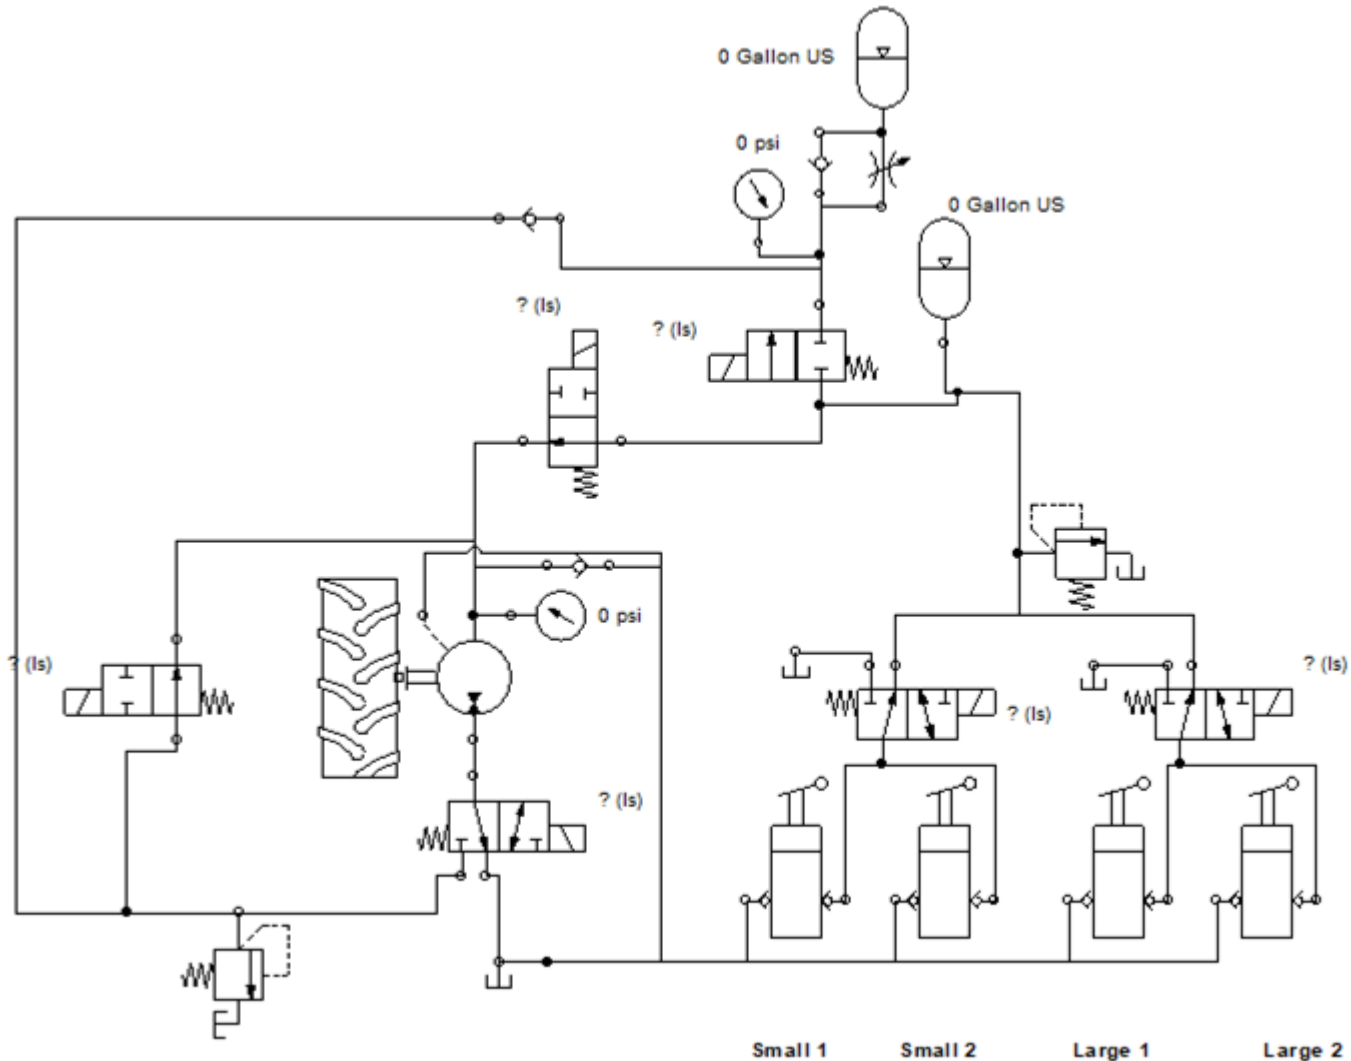 0 Gallon US
0 psi
0 Gallon US
? (ls)
? (ls)
0 psi
? (ls)
? (ls)
? (ls)
? (ls)
Small 1
Small 2
Large 1
Large 2